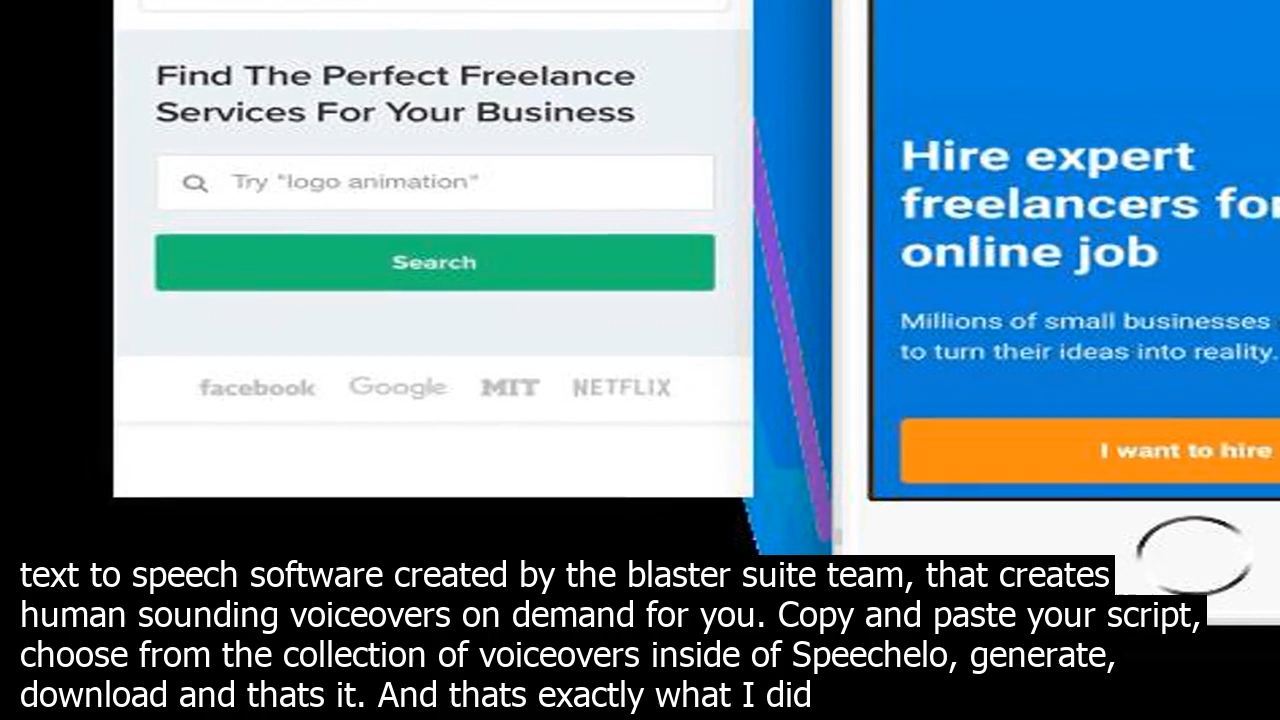 Find The Perfect Freelance
Services For Your Business
Try "logo animation"
Search
facebook Google MIT NETFLIX
Hire expert
freelancers for
online job
Millions of small businesses
to turn their ideas into reality.
I want to hire
text to speech software created by the blaster suite team, that creates
human sounding voiceovers on demand for you. Copy and paste your script,
choose from the collection of voiceovers inside of Speechelo, generate,
download and thats it. And thats exactly what I did